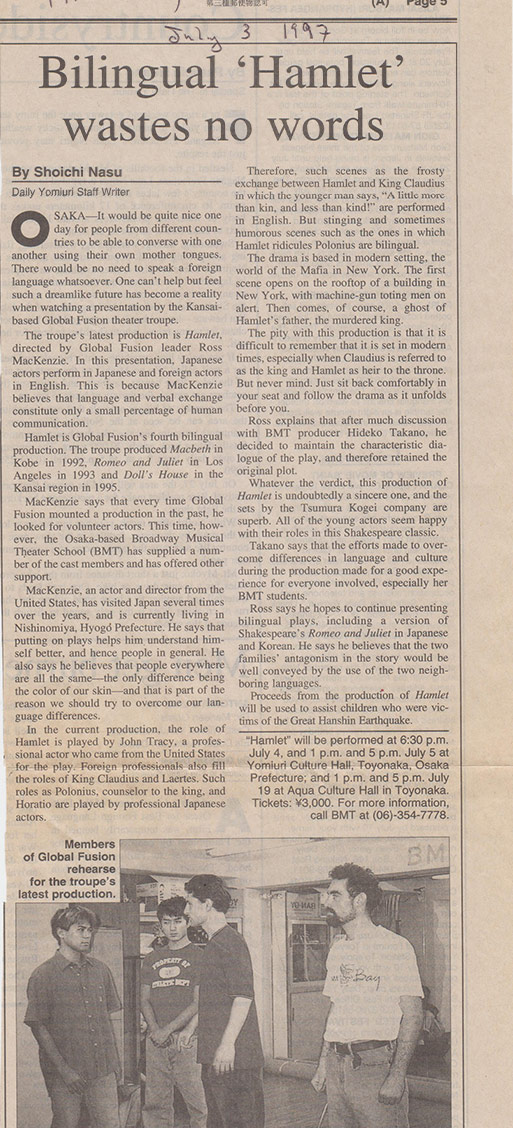 第三種郵便物認可
(A) Page 5
July 3 1997
Bilingual ‘Hamlet’
wastes no words
By Shoichi Nasu
Daily Yomiuri Staff Writer
OSAKA—It would be quite nice one
day for people from different coun-
tries to be able to converse with one
another using their own mother tongues.
There would be no need to speak a foreign
language whatsoever. One can't help but feel
such a dreamlike future has become a reality
when watching a presentation by the Kansai-
based Global Fusion theater troupe.
The troupe's latest production is Hamlet,
directed by Global Fusion leader Ross
MacKenzie. In this presentation, Japanese
actors perform in Japanese and foreign actors
in English. This is because MacKenzie
believes that language and verbal exchange
constitute only a small percentage of human
communication.
Hamlet is Global Fusion's fourth bilingual
production. The troupe produced Macbeth in
Kobe in 1992, Romeo and Juliet in Los
Angeles in 1993 and Doll's House in the
Kansai region in 1995.
MacKenzie says that every time Global
Fusion mounted a production in the past, he
looked for volunteer actors. This time, how-
ever, the Osaka-based Broadway Musical
Theater School (BMT) has supplied a num-
ber of the cast members and has offered other
support.
MacKenzie, an actor and director from the
United States, has visited Japan several times
over the years, and is currently living in
Nishinomiya, Hyogo Prefecture. He says that
putting on plays helps him understand him-
self better, and hence people in general. He
also says he believes that people everywhere
are all the same—the only difference being
the color of our skin—and that is part of the
reason we should try to overcome our lan-
guage differences.
In the current production, the role of
Hamlet is played by John Tracy, a profes-
sional actor who came from the United States
for the play. Foreign professionals also fill
the roles of King Claudius and Laertes. Such
roles as Polonius, counselor to the king, and
Horatio are played by professional Japanese
actors.
Therefore, such scenes as the frosty
exchange between Hamlet and King Claudius
in which the younger man says, “A little more
than kin, and less than kind!” are performed
in English. But stinging and sometimes
humorous scenes such as the ones in which
Hamlet ridicules Polonius are bilingual.
The drama is based in modern setting, the
world of the Mafia in New York. The first
scene opens on the rooftop of a building in
New York, with machine-gun toting men on
alert. Then comes, of course, a ghost of
Hamlet's father, the murdered king.
The pity with this production is that it is
difficult to remember that it is set in modern
times, especially when Claudius is referred to
as the king and Hamlet as heir to the throne.
But never mind. Just sit back comfortably in
your seat and follow the drama as it unfolds
before you.
Ross explains that after much discussion
with BMT producer Hideko Takano, he
decided to maintain the characteristic dia-
logue of the play, and therefore retained the
original plot.
Whatever the verdict, this production of
Hamlet is undoubtedly a sincere one, and the
sets by the Tsumura Kogei company are
superb. All of the young actors seem happy
with their roles in this Shakespeare classic.
Takano says that the efforts made to over-
come differences in language and culture
during the production made for a good expe-
rience for everyone involved, especially her
BMT students.
Ross says he hopes to continue presenting
bilingual plays, including a version of
Shakespeare's Romeo and Juliet in Japanese
and Korean. He says he believes that the two
families' antagonism in the story would be
well conveyed by the use of the two neigh-
boring languages.
Proceeds from the production of Hamlet
will be used to assist children who were vic-
tims of the Great Hanshin Earthquake.
“Hamlet” will be performed at 6:30 p.m.
July 4, and 1 p.m. and 5 p.m. July 5 at
Yomiuri Culture Hall, Toyonaka, Osaka
Prefecture; and 1 p.m. and 5 p.m. July
19 at Aqua Culture Hall in Toyonaka.
Tickets: ¥3,000. For more information,
call BMT at (06)-354-7778.
Members
of Global Fusion
rehearse
for the troupe's
latest production.
BM
PROPERTY OF
ATHLETIC DEPT
Bay